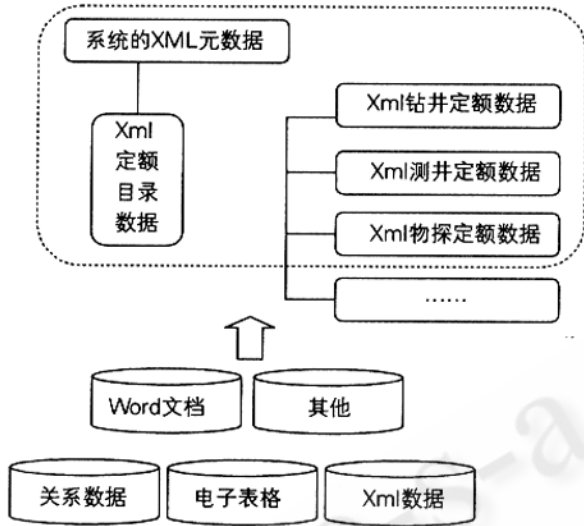 系统的XML元数据
Xml
定额
目录
数据
Xml钻井定额数据
Xml测井定额数据
Xml物探定额数据
……
Word文档
其他
关系数据
电子表格
Xml数据